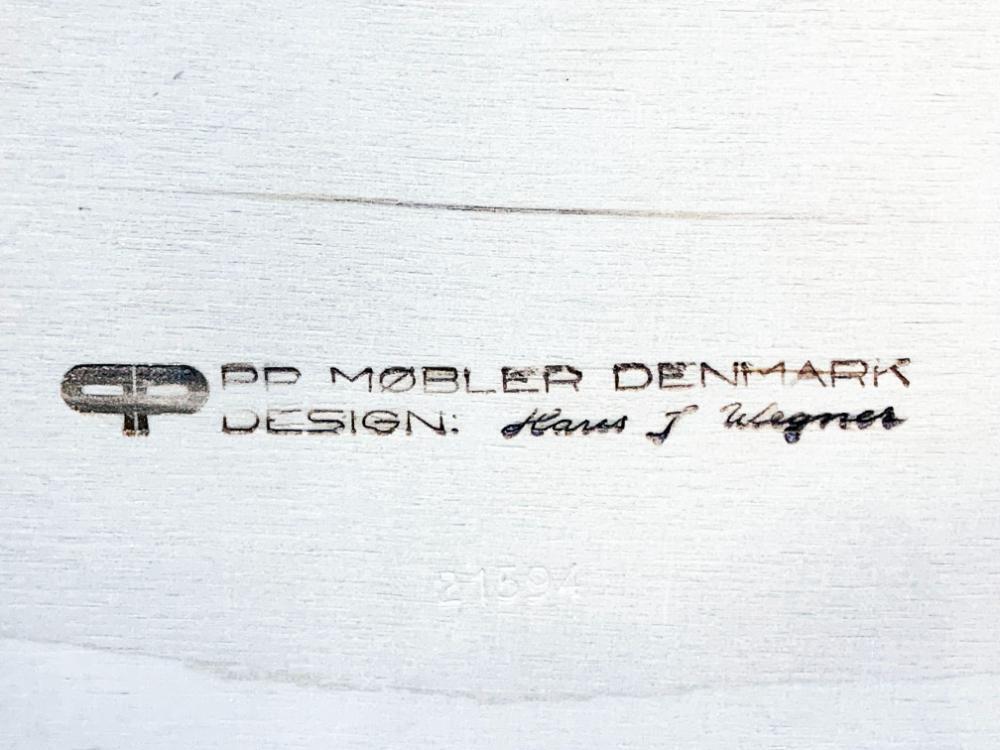 PP MØBLER DENMARK
DESIGN: Hans J Wegner
21594